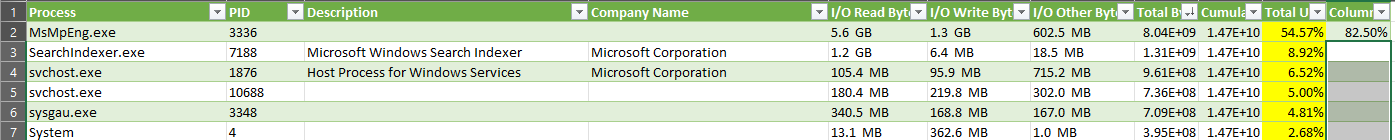 1 Process PID Description Company Name I/O Read Byt I/O Write Byt I/O Other Byt Total By Cumula Total U Column
2 MsMpEng.exe 3336 5.6 GB 1.3 GB 602.5 MB 8.04E+09 1.47E+10 54.57% 82.50%
3 SearchIndexer.exe 7188 Microsoft Windows Search Indexer Microsoft Corporation 1.2 GB 6.4 MB 18.5 MB 1.31E+09 1.47E+10 8.92%
4 svchost.exe 1876 Host Process for Windows Services Microsoft Corporation 105.4 MB 95.9 MB 715.2 MB 9.61E+08 1.47E+10 6.52%
5 svchost.exe 10688 180.4 MB 219.8 MB 302.0 MB 7.36E+08 1.47E+10 5.00%
6 sysgau.exe 3348 340.5 MB 168.8 MB 167.0 MB 7.09E+08 1.47E+10 4.81%
7 System 4 13.1 MB 362.6 MB 1.0 MB 3.95E+08 1.47E+10 2.68%